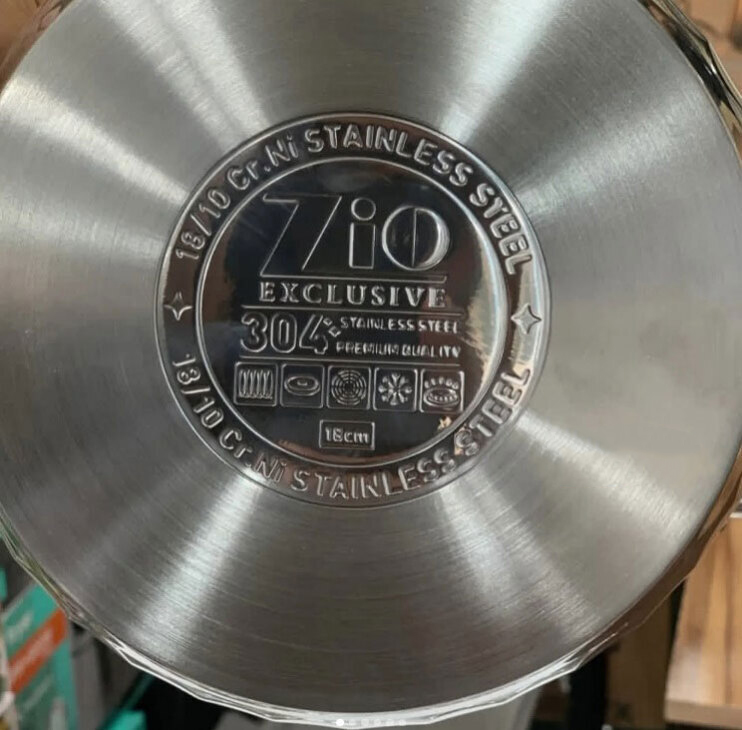 18/10 Cr.Ni STAINLESS STEEL
Zio
EXCLUSIVE
304 STAINLESS STEEL
PREMIUM QUALITY
18cm
18/10 Cr.Ni STAINLESS STEEL